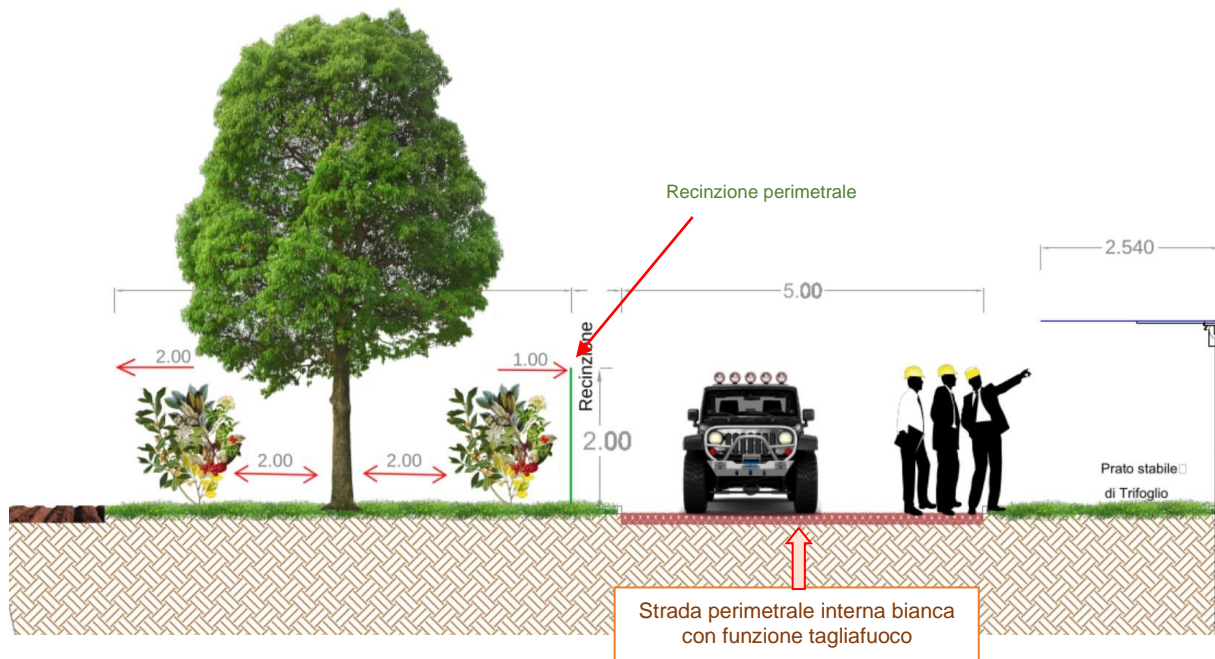 Recinzione perimetrale
2.540
5.00
Recinzione
2.00
1.00
2.00
2.00
2.00
Prato stabile
di Trifoglio
Strada perimetrale interna bianca
con funzione tagliafuoco